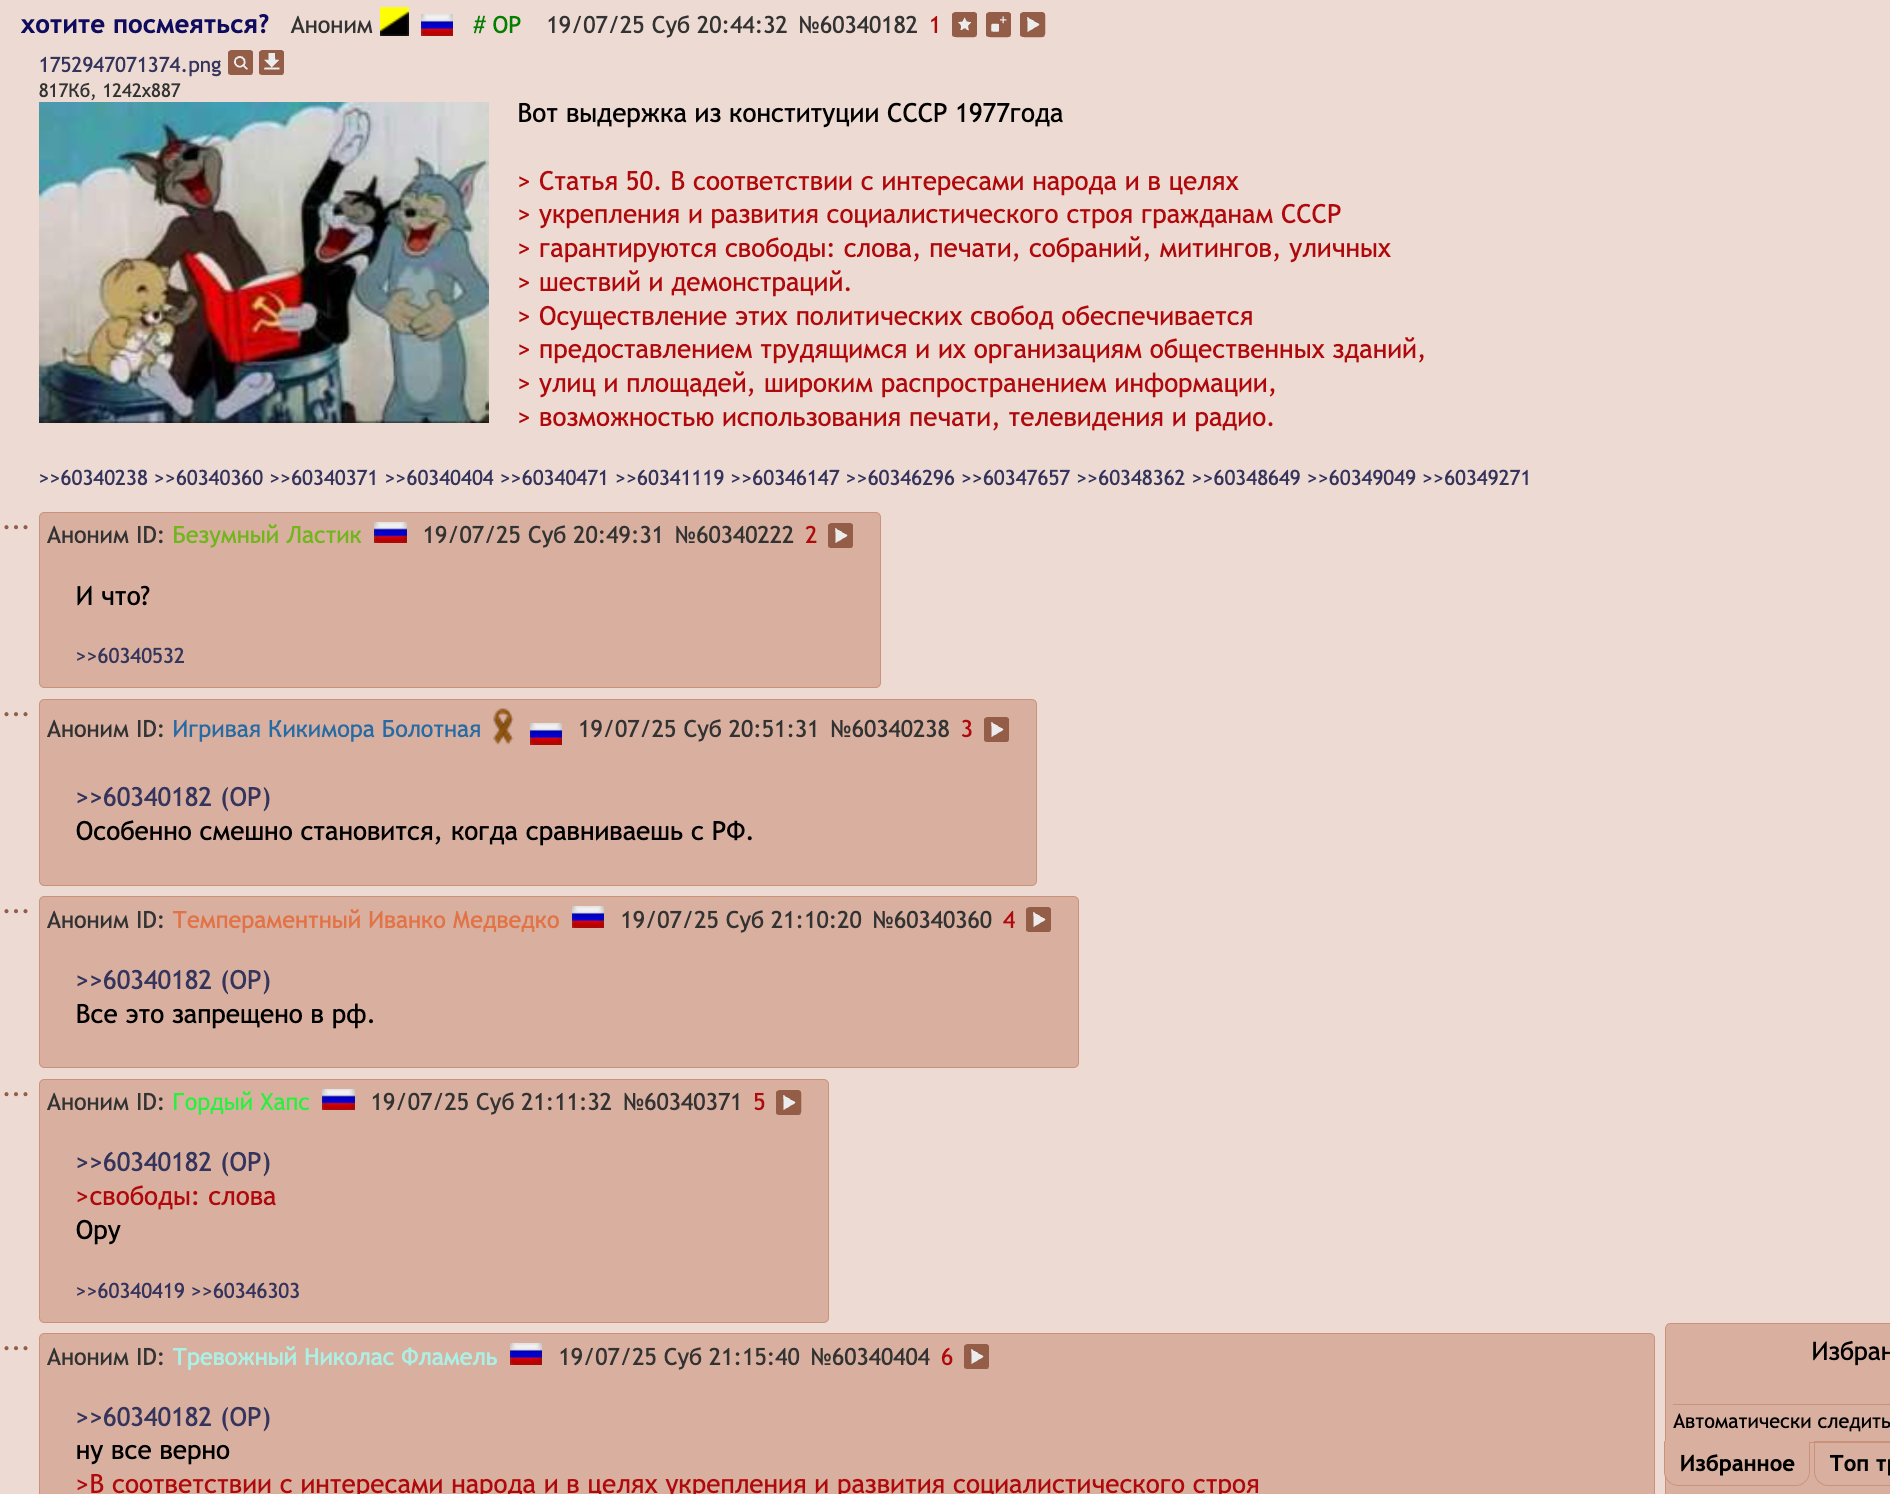 хотите посмеяться? Аноним # OP 19/07/25 Суб 20:44:32 №60340182 1
1752947071374.png
817Кб, 1242x887
Вот выдержка из конституции СССР 1977года
> Статья 50. В соответствии с интересами народа и в целях
> укрепления и развития социалистического строя гражданам СССР
> гарантируются свободы: слова, печати, собраний, митингов, уличных
> шествий и демонстраций.
> Осуществление этих политических свобод обеспечивается
> предоставлением трудящимся и их организациям общественных зданий,
> улиц и площадей, широким распространением информации,
> возможностью использования печати, телевидения и радио.
>>60340238 >>60340360 >>60340371 >>60340404 >>60340471 >>60341119 >>60346147 >>60346296 >>60347657 >>60348362 >>60348649 >>60349049 >>60349271
Аноним ID: Безумный Ластик 19/07/25 Суб 20:49:31 №60340222 2
И что?
>>60340532
Аноним ID: Игривая Кикимора Болотная 19/07/25 Суб 20:51:31 №60340238 3
>>60340182 (OP)
Особенно смешно становится, когда сравниваешь с РФ.
Аноним ID: Темпераментный Иванко Медведко 19/07/25 Суб 21:10:20 №60340360 4
>>60340182 (OP)
Все это запрещено в рф.
Аноним ID: Гордый Хапс 19/07/25 Суб 21:11:32 №60340371 5
>>60340182 (OP)
>свободы: слова
Ору
>>60340419 >>60346303
Аноним ID: Тревожный Николас Фламель 19/07/25 Суб 21:15:40 №60340404 6
>>60340182 (OP)
ну все верно
>В соответствии с интересами народа и в целях укрепления и развития социалистического строя
Избран
Автоматически следить
Избранное Топ тр